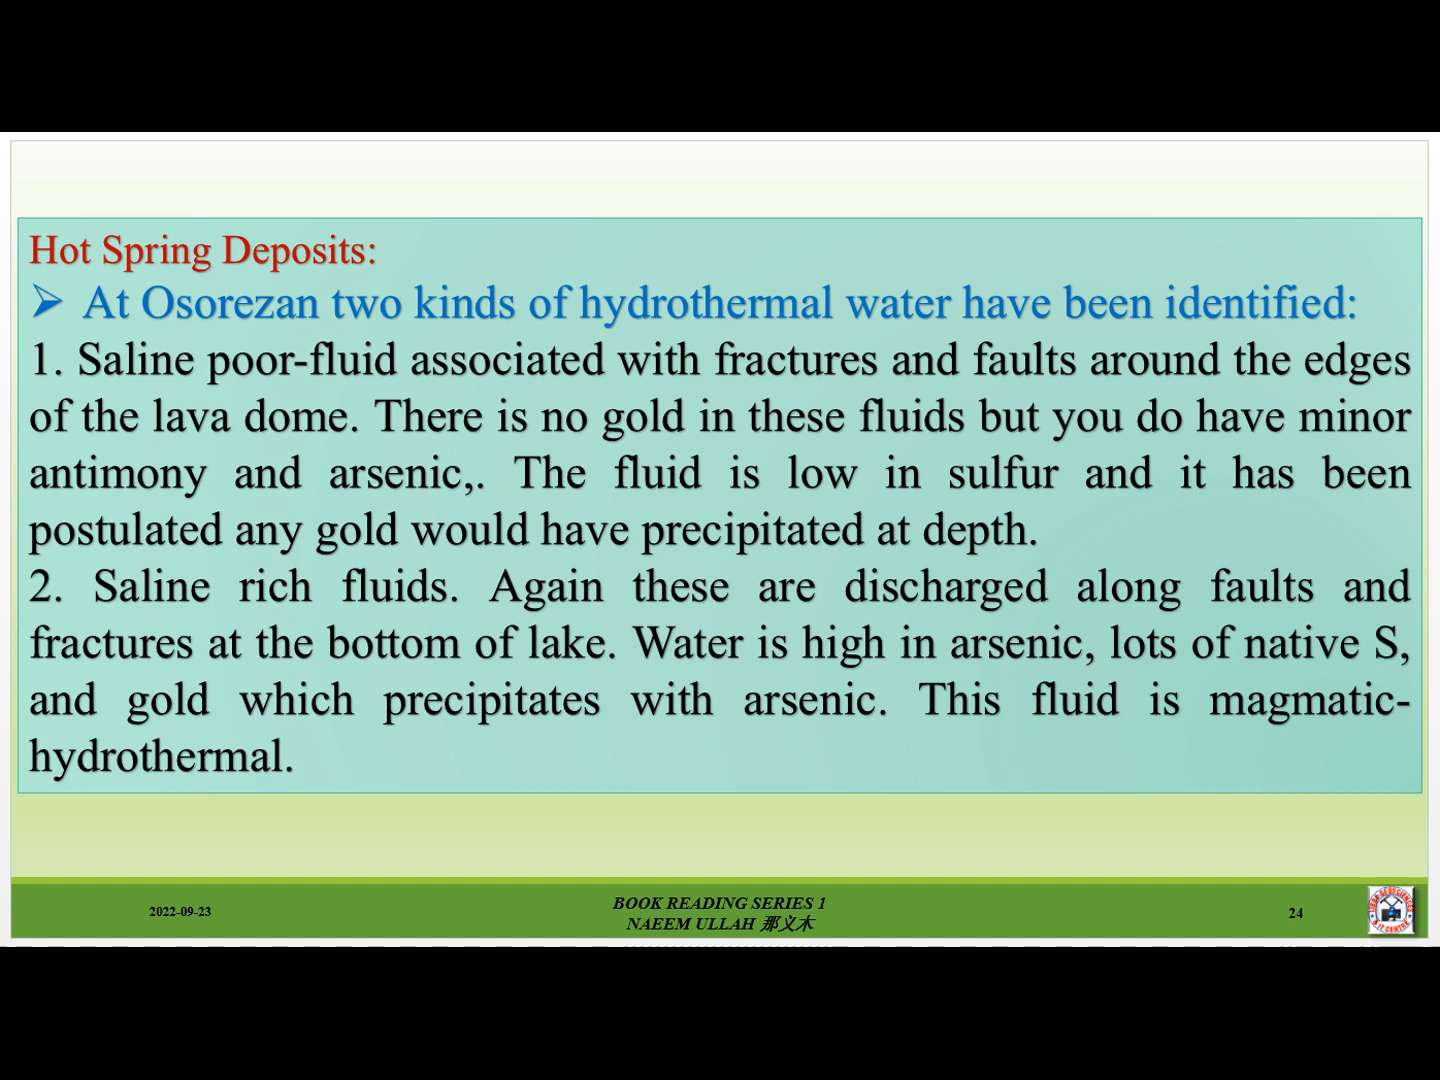 Hot Spring Deposits:
➢ At Osorezan two kinds of hydrothermal water have been identified:
1. Saline poor-fluid associated with fractures and faults around the edges
of the lava dome. There is no gold in these fluids but you do have minor
antimony and arsenic,. The fluid is low in sulfur and it has been
postulated any gold would have precipitated at depth.
2. Saline rich fluids. Again these are discharged along faults and
fractures at the bottom of lake. Water is high in arsenic, lots of native S,
and gold which precipitates with arsenic. This fluid is magmatic-
hydrothermal.
2022-09-23
BOOK READING SERIES 1
NAEEM ULLAH 那义木
24